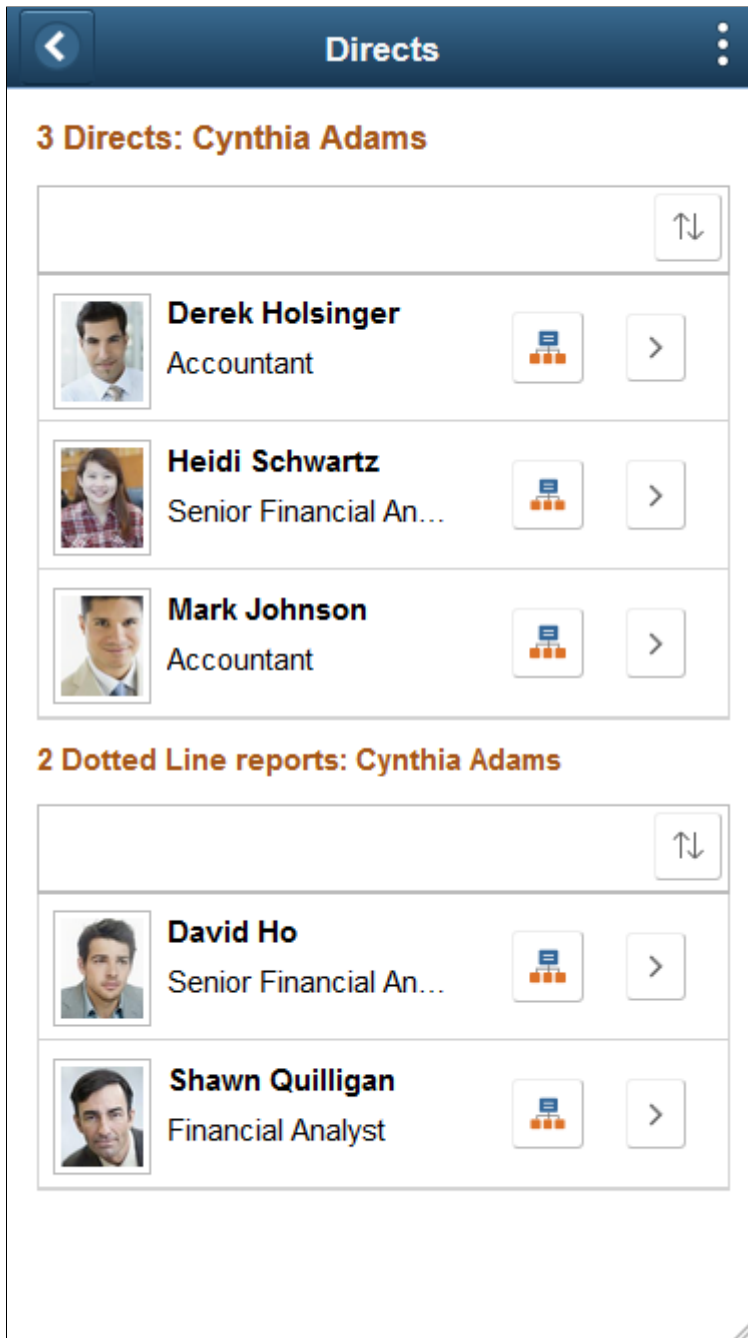 Directs
3 Directs: Cynthia Adams
Derek Holsinger
Accountant
Heidi Schwartz
Senior Financial An...
Mark Johnson
Accountant
2 Dotted Line reports: Cynthia Adams
David Ho
Senior Financial An...
Shawn Quilligan
Financial Analyst